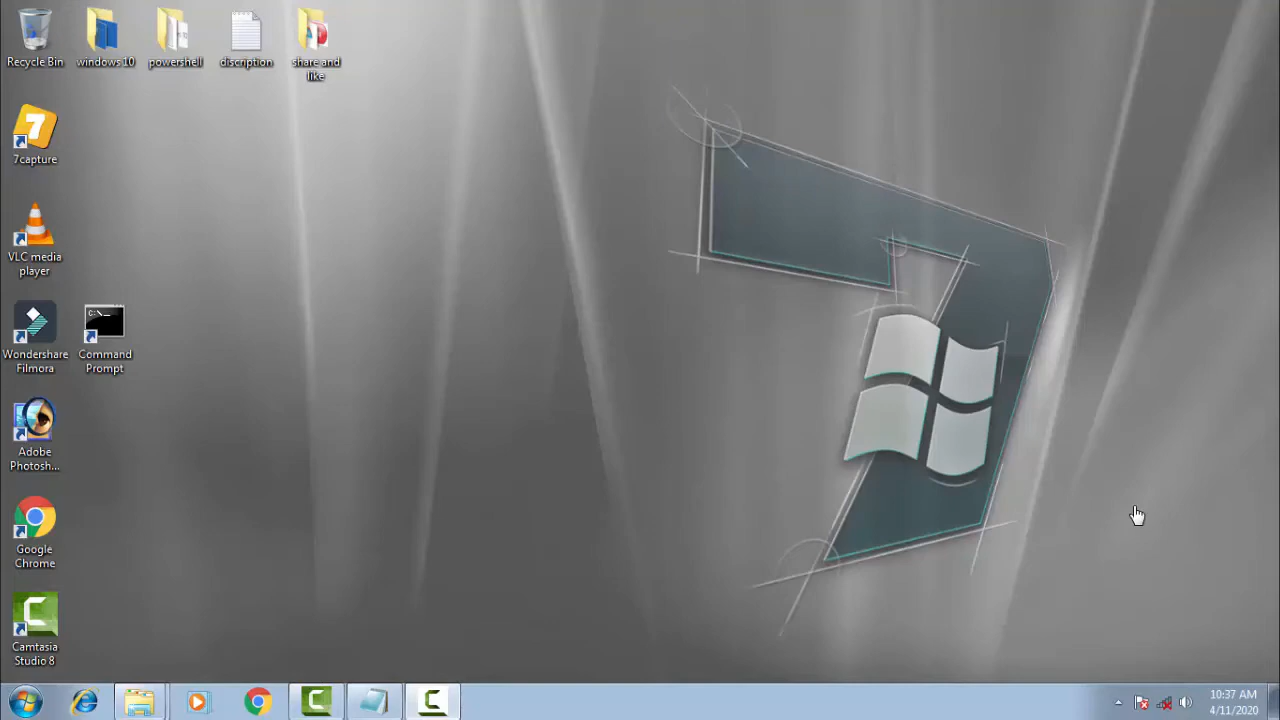 Recycle Bin
windows 10
powershell
discription
share and
like
7
7capture
VLC media
player
Wondershare
Filmora
C:\_
Command
Prompt
Adobe
Photosh...
Google
Chrome
Camtasia
Studio 8
10:37 AM
4/11/2020